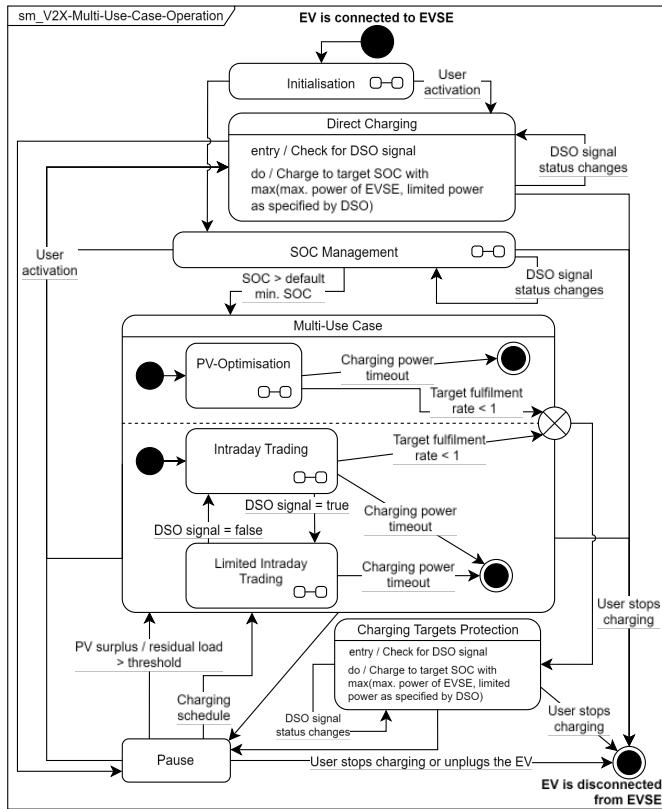 sm_V2X-Multi-Use-Case-Operation
EV is connected to EVSE
Initialisation
User
activation
Direct Charging
entry / Check for DSO signal
do / Charge to target SOC with
max(max. power of EVSE, limited power
as specified by DSO)
DSO signal
status changes
User
activation
SOC Management
SOC > default
min. SOC
DSO signal
status changes
Multi-Use Case
PV-Optimisation
Charging power
timeout
Target fulfilment
rate < 1
Intraday Trading
Target fulfilment
rate < 1
DSO signal = true
DSO signal = false
Charging power
timeout
Limited Intraday
Trading
Charging power
timeout
User stops
charging
PV surplus / residual load
> threshold
Charging
schedule
Charging Targets Protection
entry / Check for DSO signal
do / Charge to target SOC with
max(max. power of EVSE, limited
power as specified by DSO)
DSO signal
status changes
User stops
charging
Pause
User stops charging or unplugs the EV
EV is disconnected
from EVSE